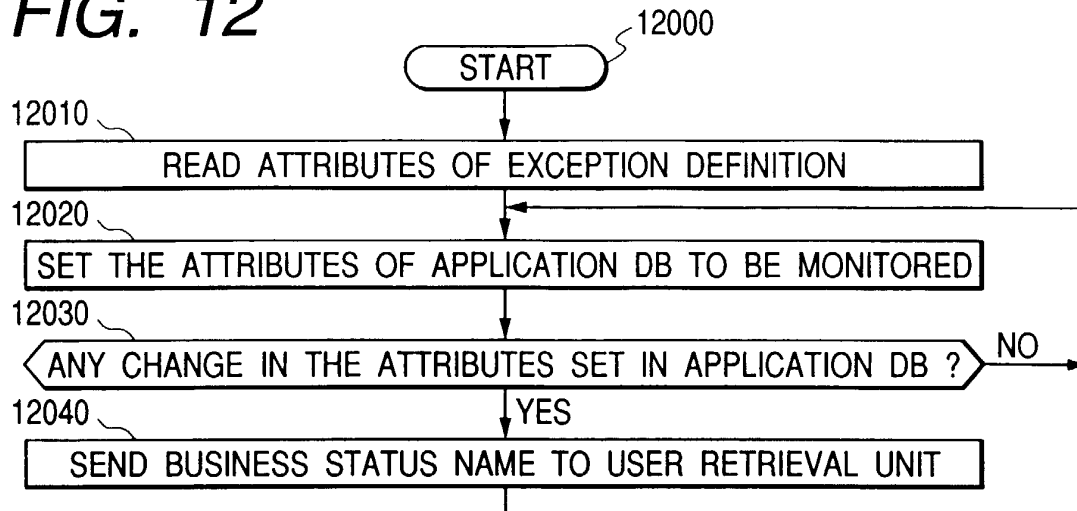 FIG. 12
12000
START
12010
READ ATTRIBUTES OF EXCEPTION DEFINITION
12020
SET THE ATTRIBUTES OF APPLICATION DB TO BE MONITORED
12030
ANY CHANGE IN THE ATTRIBUTES SET IN APPLICATION DB ?
NO
12040
YES
SEND BUSINESS STATUS NAME TO USER RETRIEVAL UNIT